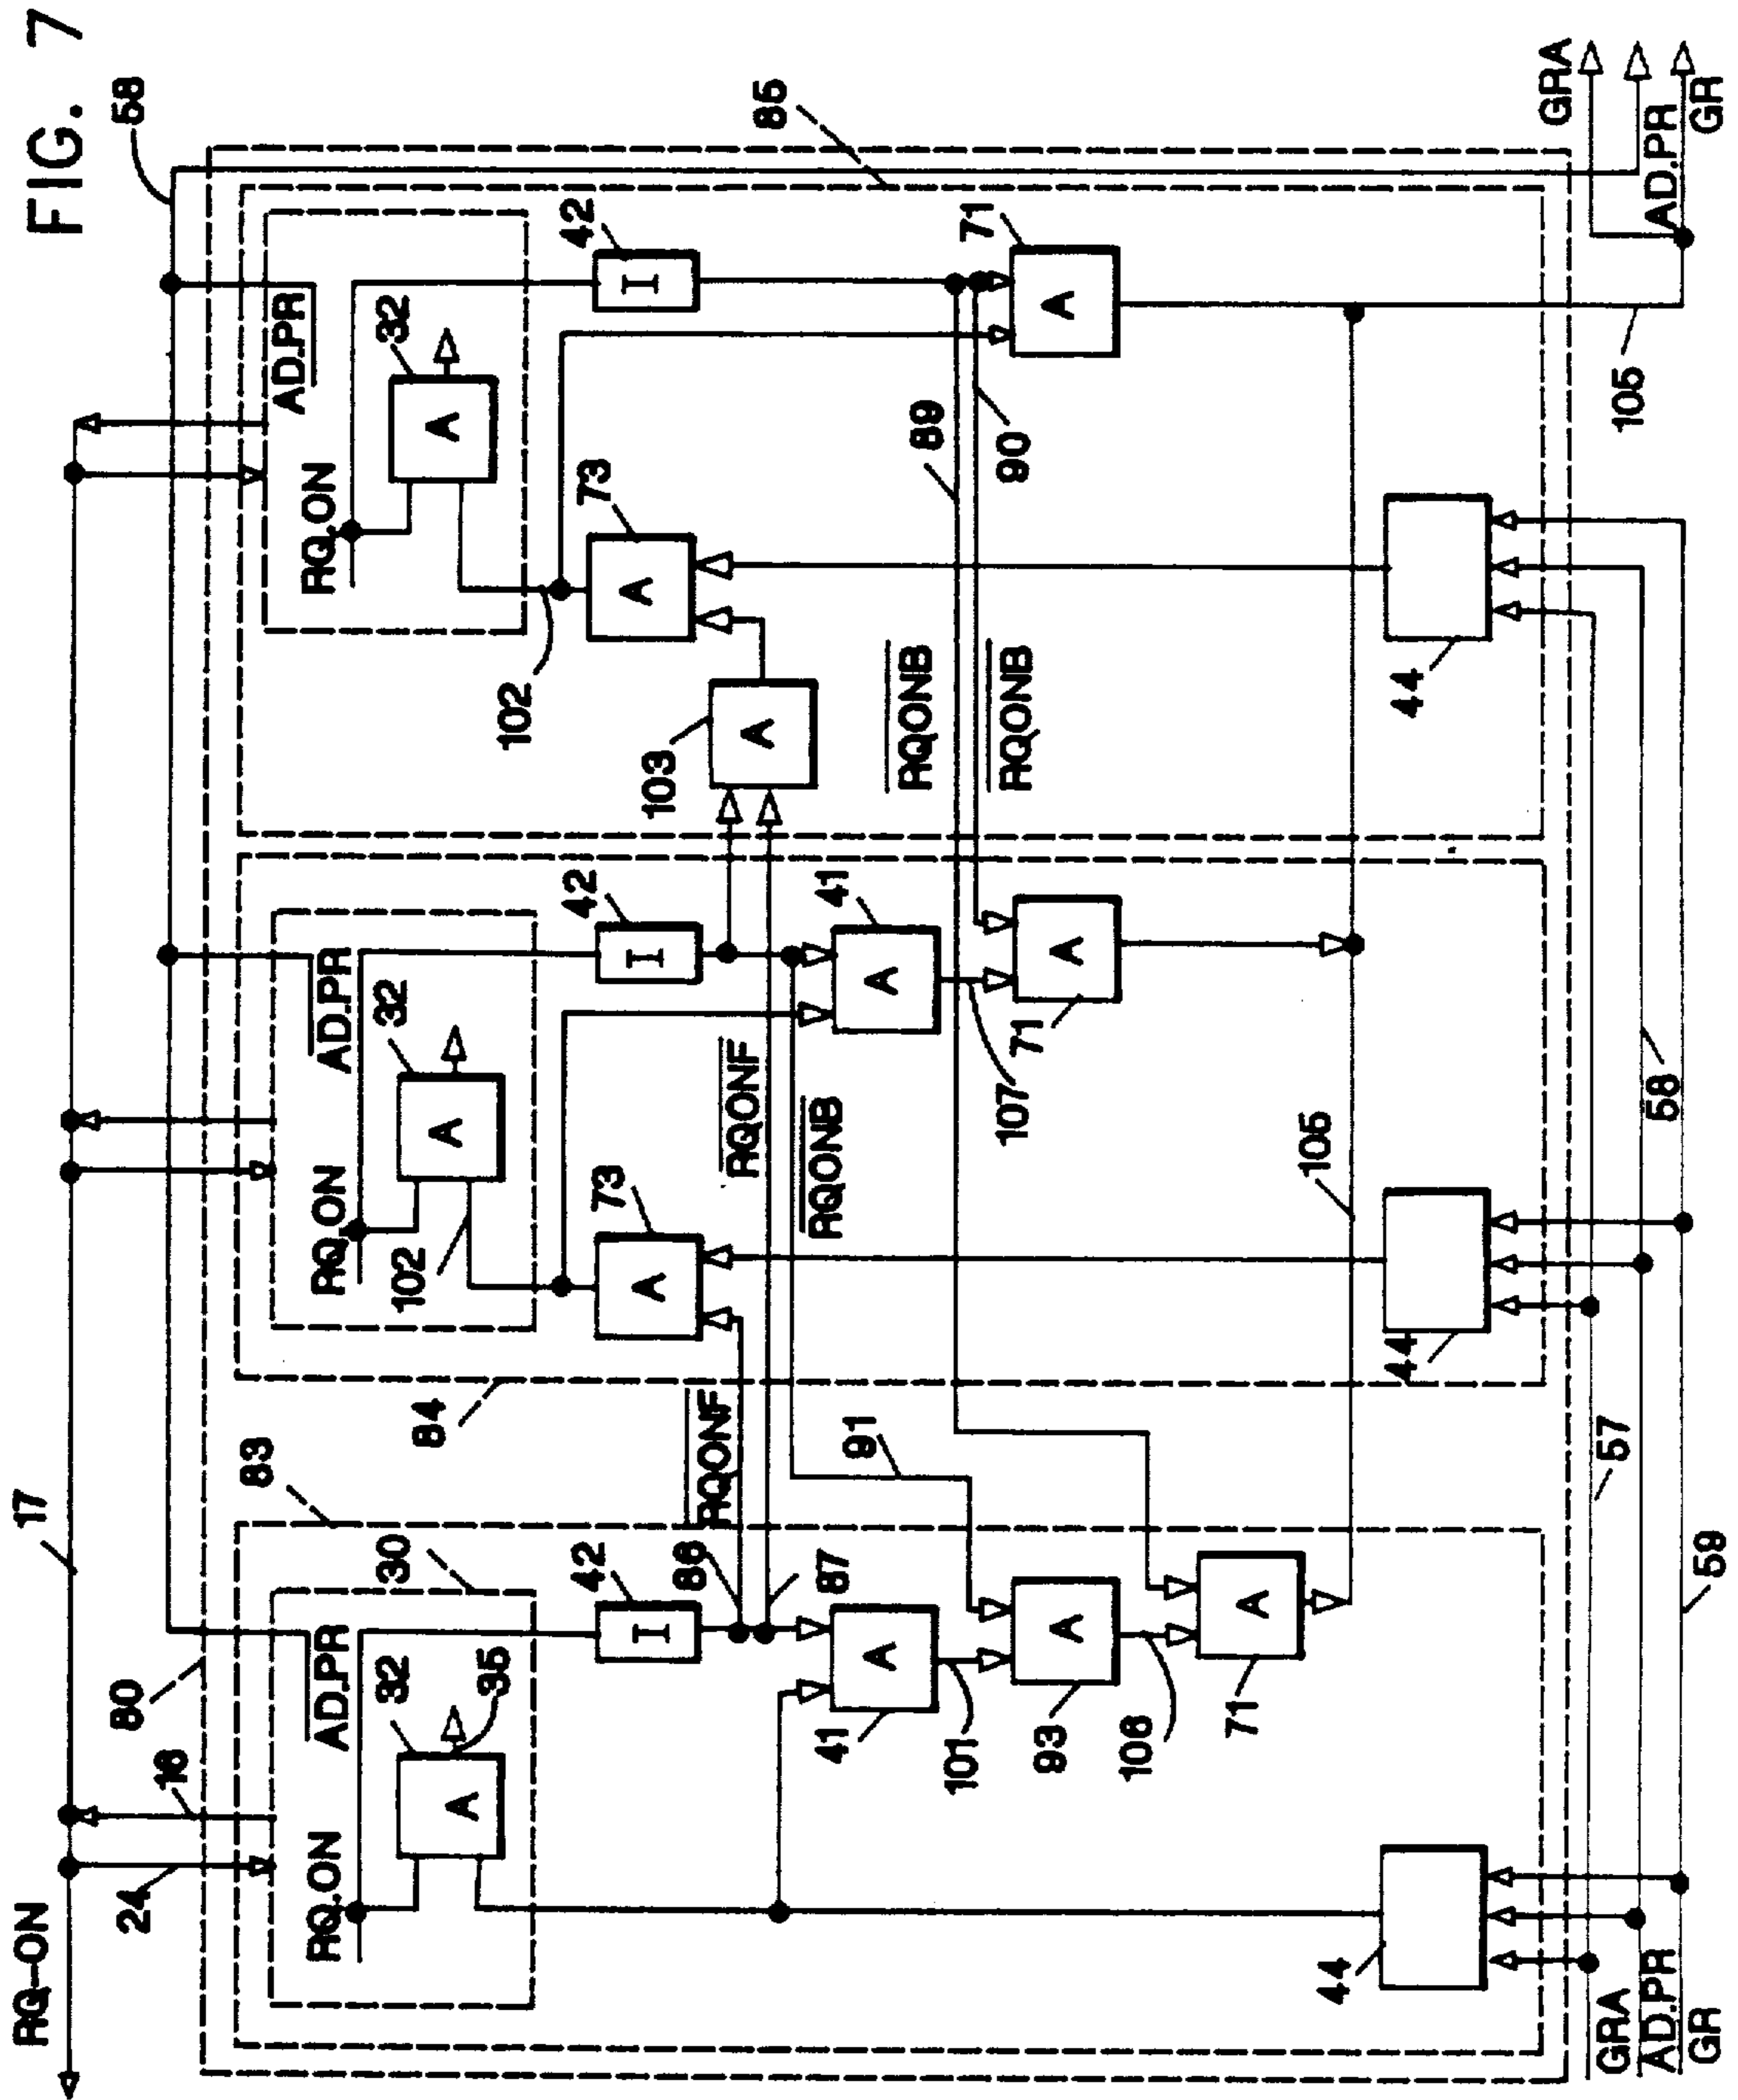 FIG. 7
RQ-ON
17
58
24
16
80
83
30
84
85
RQ.ON
AD.PR
32
A
35
RQ.ON
AD.PR
32
A
102
RQ.ON
AD.PR
32
A
102
42
I
42
I
42
I
73
A
73
A
103
A
86
87
RQONF
RQONF
RQONB
91
89
90
RQONB
RQONB
41
A
101
93
A
106
71
A
41
A
107
71
A
71
A
105
105
44
44
44
GRA
AD.PR
GR
57
58
59
GRA
AD.PR
GR